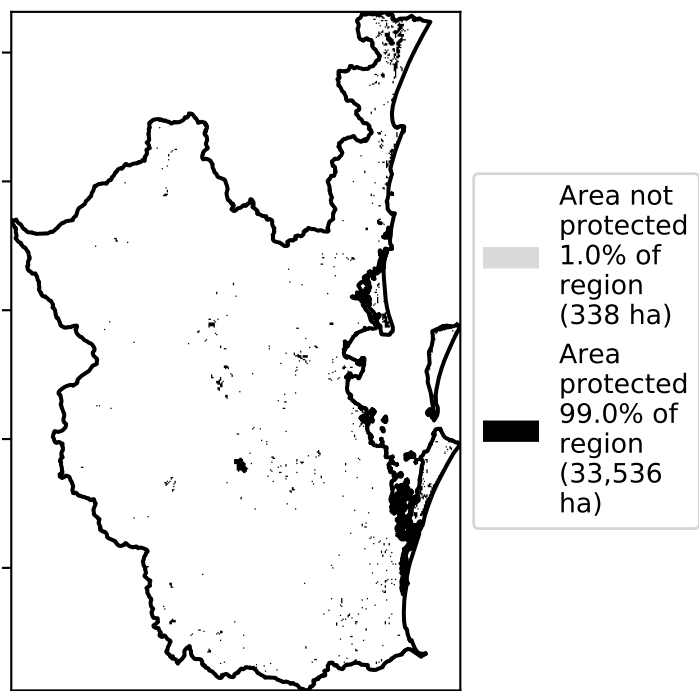 Area not
protected
1.0% of
region
(338 ha)
Area
protected
99.0% of
region
(33,536
ha)